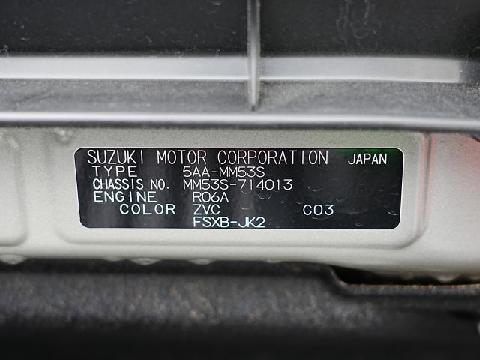 SUZUKI MOTOR CORPORATION JAPAN
TYPE 5AA-MM53S
CHASSIS NO. MM53S-714013
ENGINE R06A
COLOR ZVC C03
FSXB-JK2